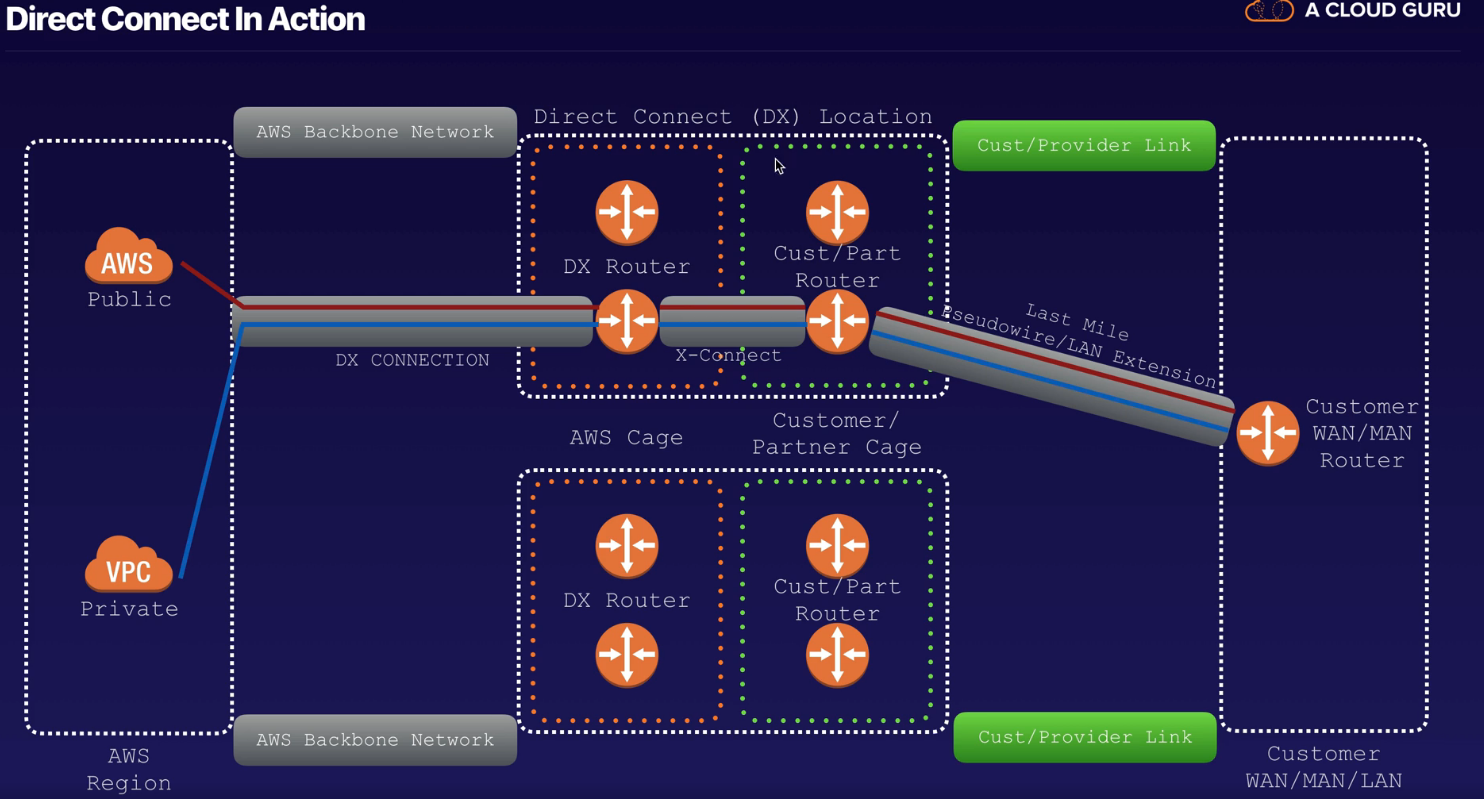 Direct Connect In Action
A CLOUD GURU
AWS Backbone Network
Direct Connect (DX) Location
Cust/Provider Link
AWS
Public
DX Router
Cust/Part
Router
DX CONNECTION
X-Connect
Last Mile
Pseudowire/LAN Extension
Customer
WAN/MAN
Router
AWS Cage
Customer/
Partner Cage
VPC
Private
DX Router
Cust/Part
Router
AWS Backbone Network
Cust/Provider Link
AWS
Region
Customer
WAN/MAN/LAN